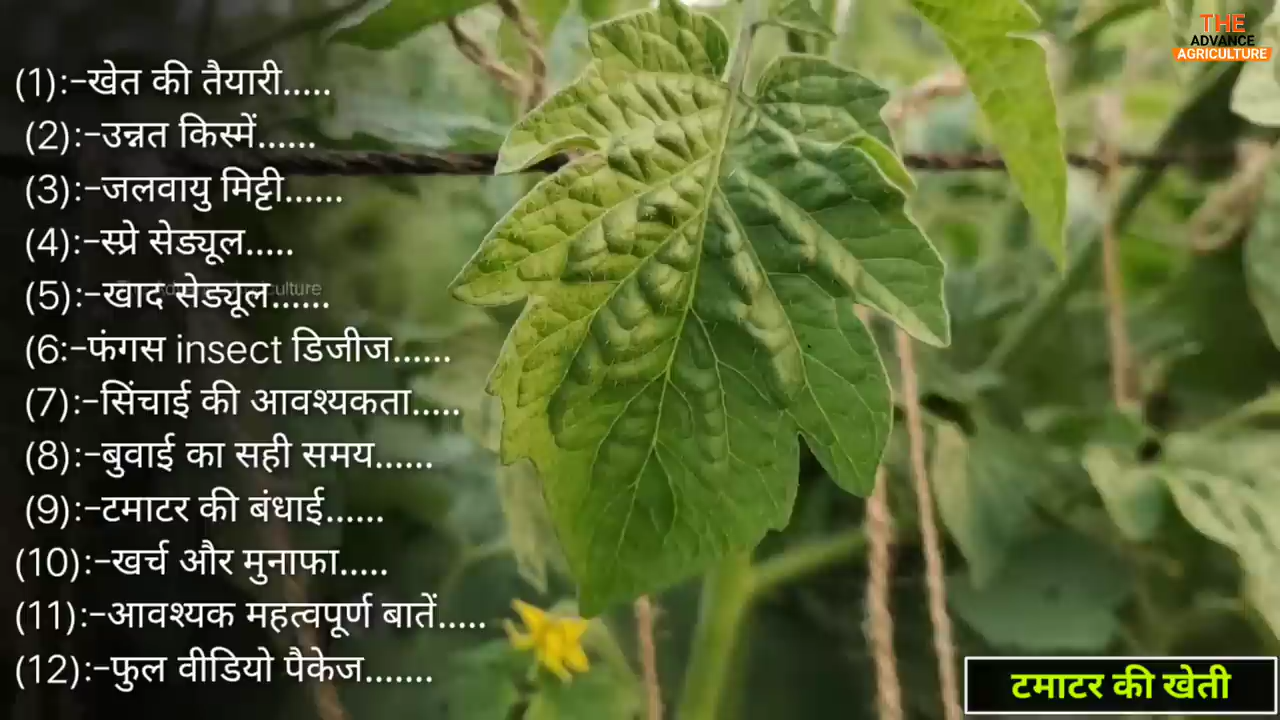 THE
ADVANCE
AGRICULTURE
(1):-खेत की तैयारी.....
(2):-उन्नत किस्में......
(3):-जलवायु मिट्टी......
(4):-स्प्रे सेड्यूल.....
(5):-खाद सेड्यूल......
(6:-फंगस insect डिजीज......
(7):-सिंचाई की आवश्यकता.....
(8):-बुवाई का सही समय......
(9):-टमाटर की बंधाई......
(10):-खर्च और मुनाफा.....
(11):-आवश्यक महत्वपूर्ण बातें.....
(12):-फुल वीडियो पैकेज.......
टमाटर की खेती